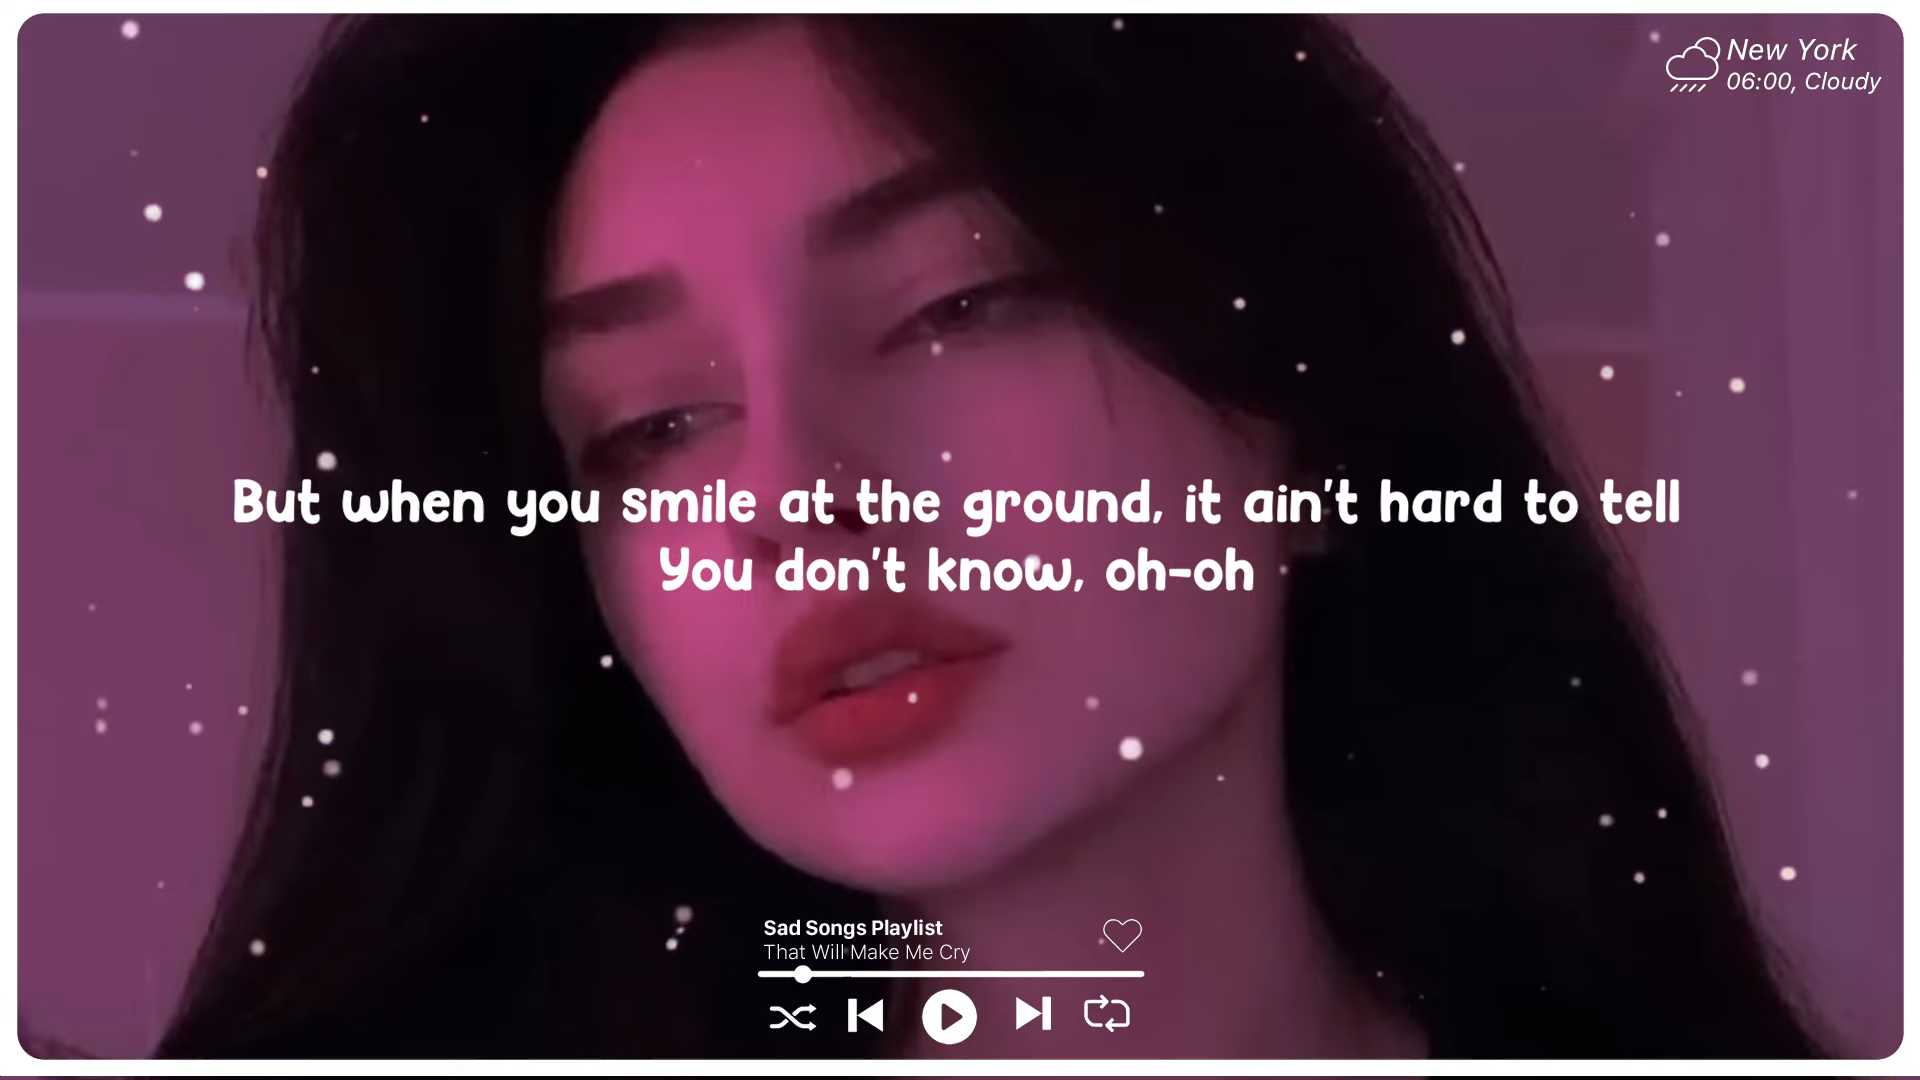 New York
06:00, Cloudy
But when you smile at the ground, it ain't hard to tell
You don't know, oh-oh
Sad Songs Playlist
That Will Make Me Cry